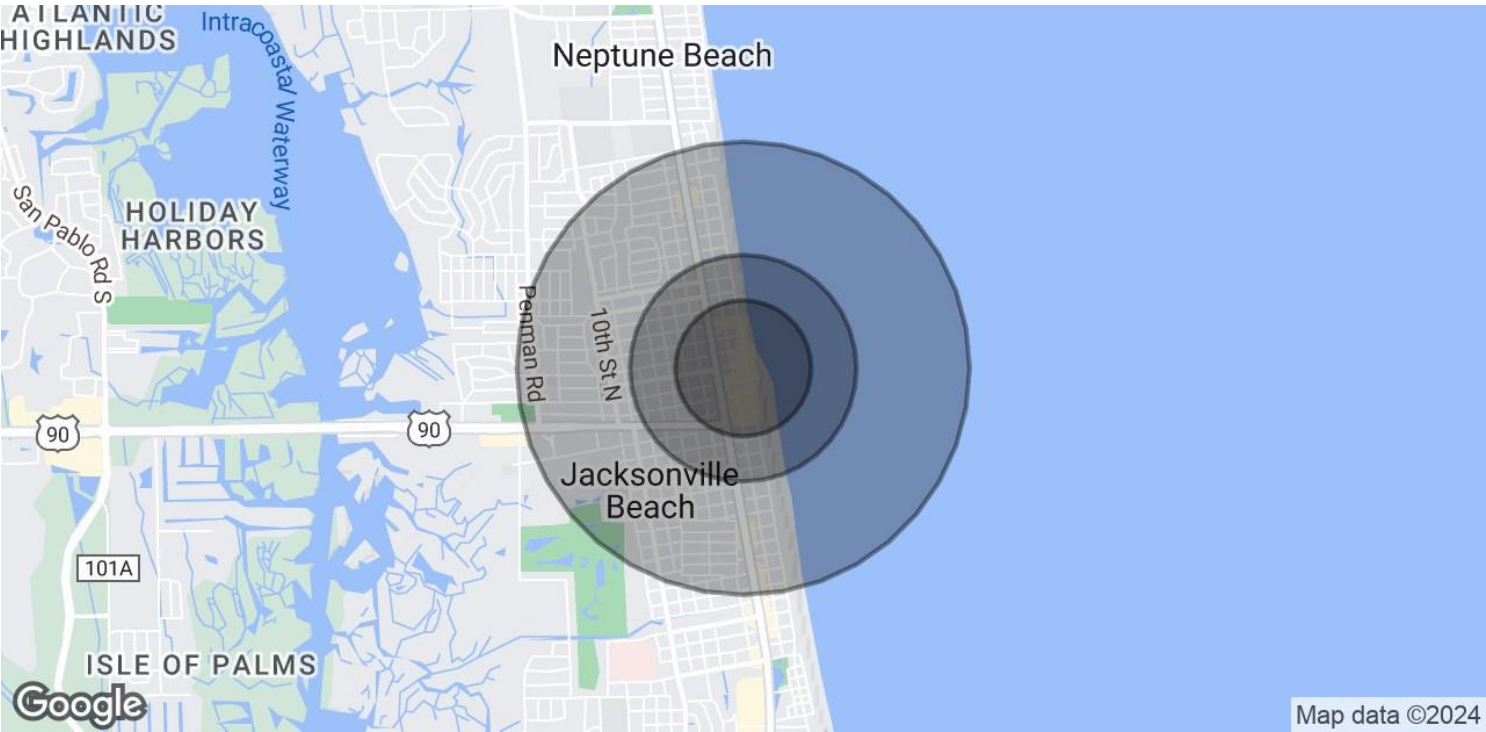 ATLANTIC
HIGHLANDS
Intracoastal Waterway
Neptune Beach
San Pablo Rd S
HOLIDAY
HARBORS
Penman Rd
10th St N
90
90
Jacksonville
Beach
101A
ISLE OF PALMS
Google
Map data ©2024